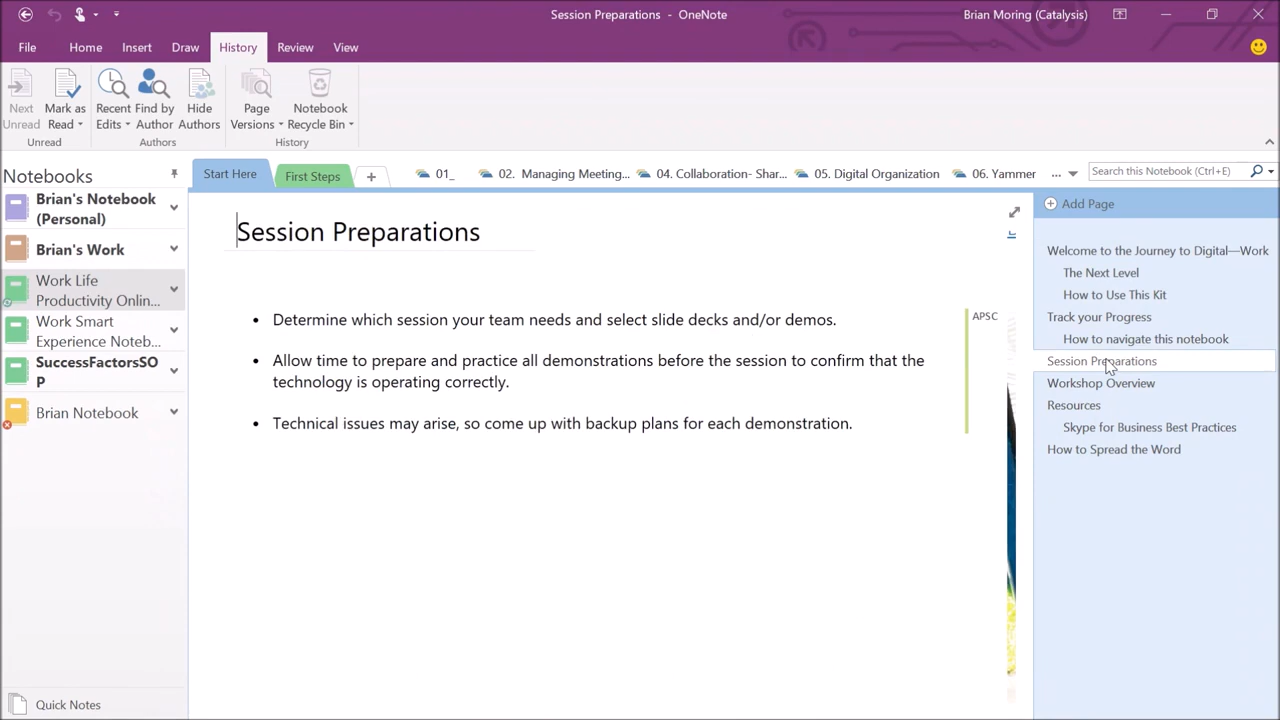 Session Preparations - OneNote
Brian Moring (Catalysis)
File Home Insert Draw History Review View
Next Unread
Mark as Read
Recent Edits
Find by Author
Hide Authors
Page Versions
Notebook Recycle Bin
Unread
Authors
History
Notebooks
Start Here
First Steps
01_
02. Managing Meeting...
04. Collaboration- Shar...
05. Digital Organization
06. Yammer
...
Search this Notebook (Ctrl+E)
Brian's Notebook
(Personal)
Brian's Work
Work Life
Productivity Onlin...
Work Smart
Experience Noteb...
SuccessFactorsSO
P
Brian Notebook
Quick Notes
Session Preparations
• Determine which session your team needs and select slide decks and/or demos.
• Allow time to prepare and practice all demonstrations before the session to confirm that the
technology is operating correctly.
• Technical issues may arise, so come up with backup plans for each demonstration.
APSC
Add Page
Welcome to the Journey to Digital—Work
The Next Level
How to Use This Kit
Track your Progress
How to navigate this notebook
Session Preparations
Workshop Overview
Resources
Skype for Business Best Practices
How to Spread the Word